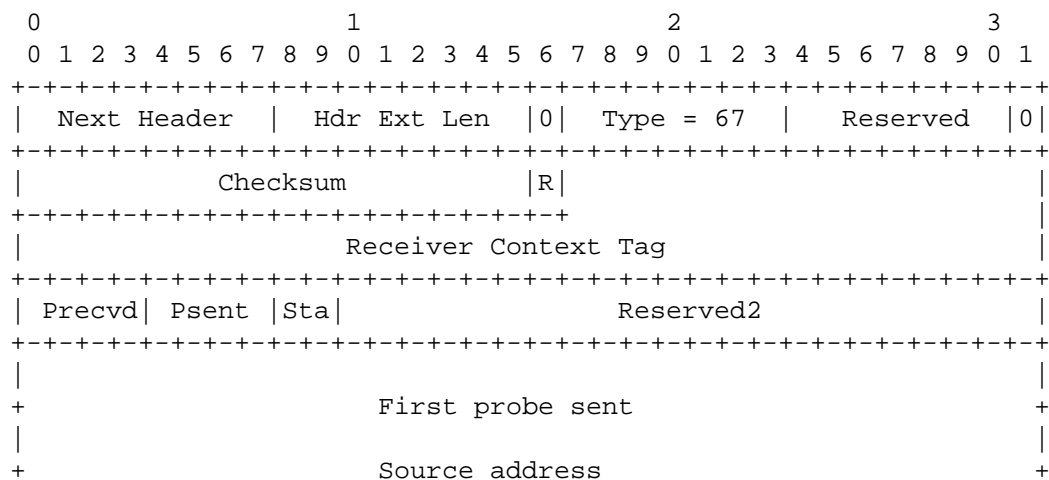 0                   1                   2                   3
 0 1 2 3 4 5 6 7 8 9 0 1 2 3 4 5 6 7 8 9 0 1 2 3 4 5 6 7 8 9 0 1
+-+-+-+-+-+-+-+-+-+-+-+-+-+-+-+-+-+-+-+-+-+-+-+-+-+-+-+-+-+-+-+-+
|  Next Header  |  Hdr Ext Len  |0|  Type = 67  |   Reserved  |0|
+-+-+-+-+-+-+-+-+-+-+-+-+-+-+-+-+-+-+-+-+-+-+-+-+-+-+-+-+-+-+-+-+
|            Checksum           |R|                             |
+-+-+-+-+-+-+-+-+-+-+-+-+-+-+-+-+-+                             |
|                    Receiver Context Tag                       |
+-+-+-+-+-+-+-+-+-+-+-+-+-+-+-+-+-+-+-+-+-+-+-+-+-+-+-+-+-+-+-+-+
| Precvd| Psent |Sta|                 Reserved2                 |
+-+-+-+-+-+-+-+-+-+-+-+-+-+-+-+-+-+-+-+-+-+-+-+-+-+-+-+-+-+-+-+-+
|                                                               |
+                      First probe sent                         +
|                                                               |
+                      Source address                           +